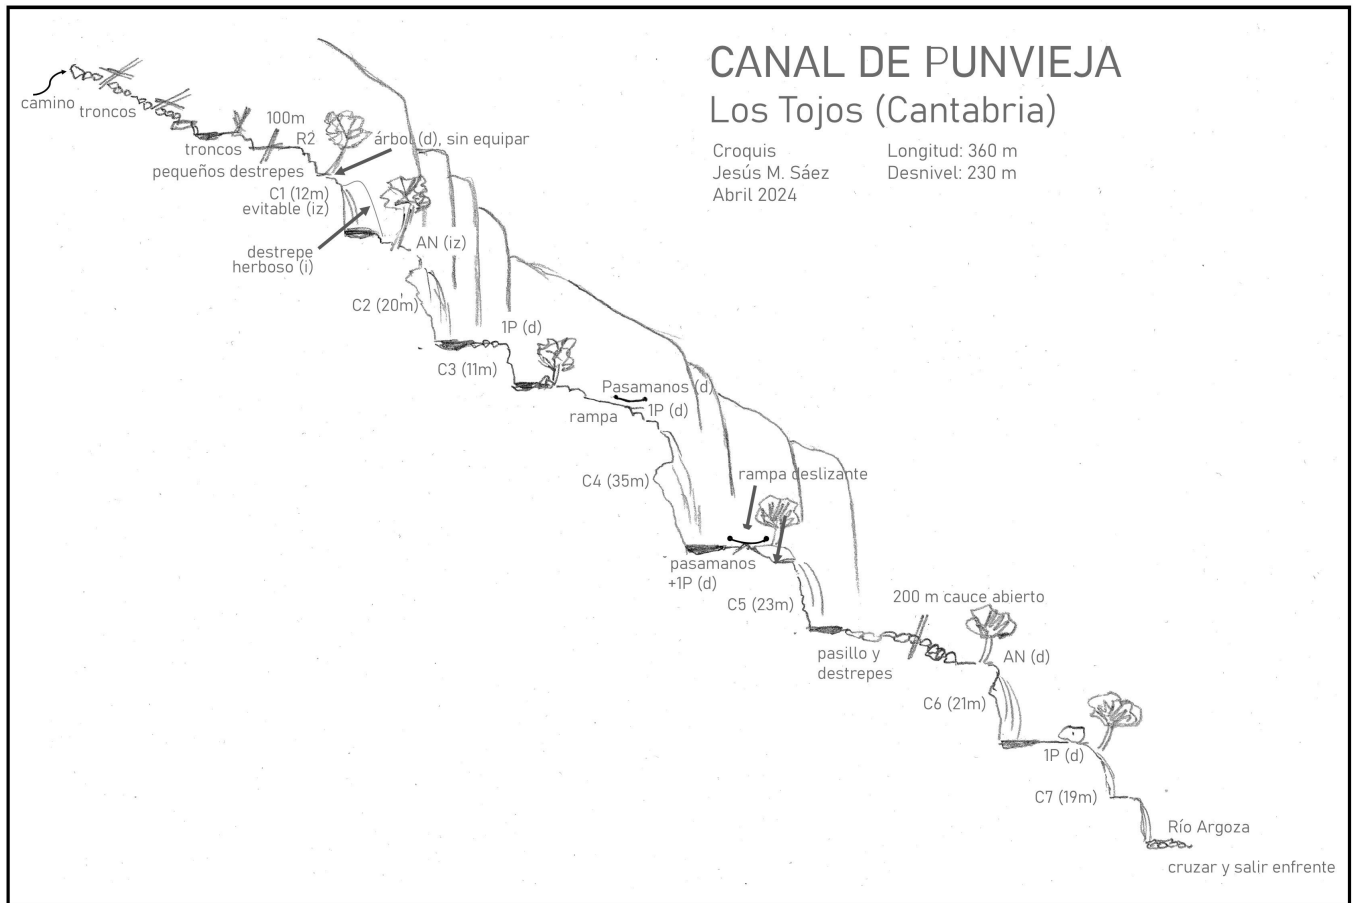 CANAL DE PUNVIEJA
Los Tojos (Cantabria)
Croquis
Jesús M. Sáez
Abril 2024
Longitud: 360 m
Desnivel: 230 m
camino
troncos
100m
troncos
R2
árbol (d), sin equipar
pequeños destrepes
C1 (12m)
evitable (iz)
destrepe
herboso (i)
AN (iz)
C2 (20m)
1P (d)
C3 (11m)
Pasamanos (d)
1P (d)
rampa
C4 (35m)
rampa deslizante
pasamanos
+1P (d)
C5 (23m)
200 m cauce abierto
pasillo y
destrepes
AN (d)
C6 (21m)
1P (d)
C7 (19m)
Río Argoza
cruzar y salir enfrente